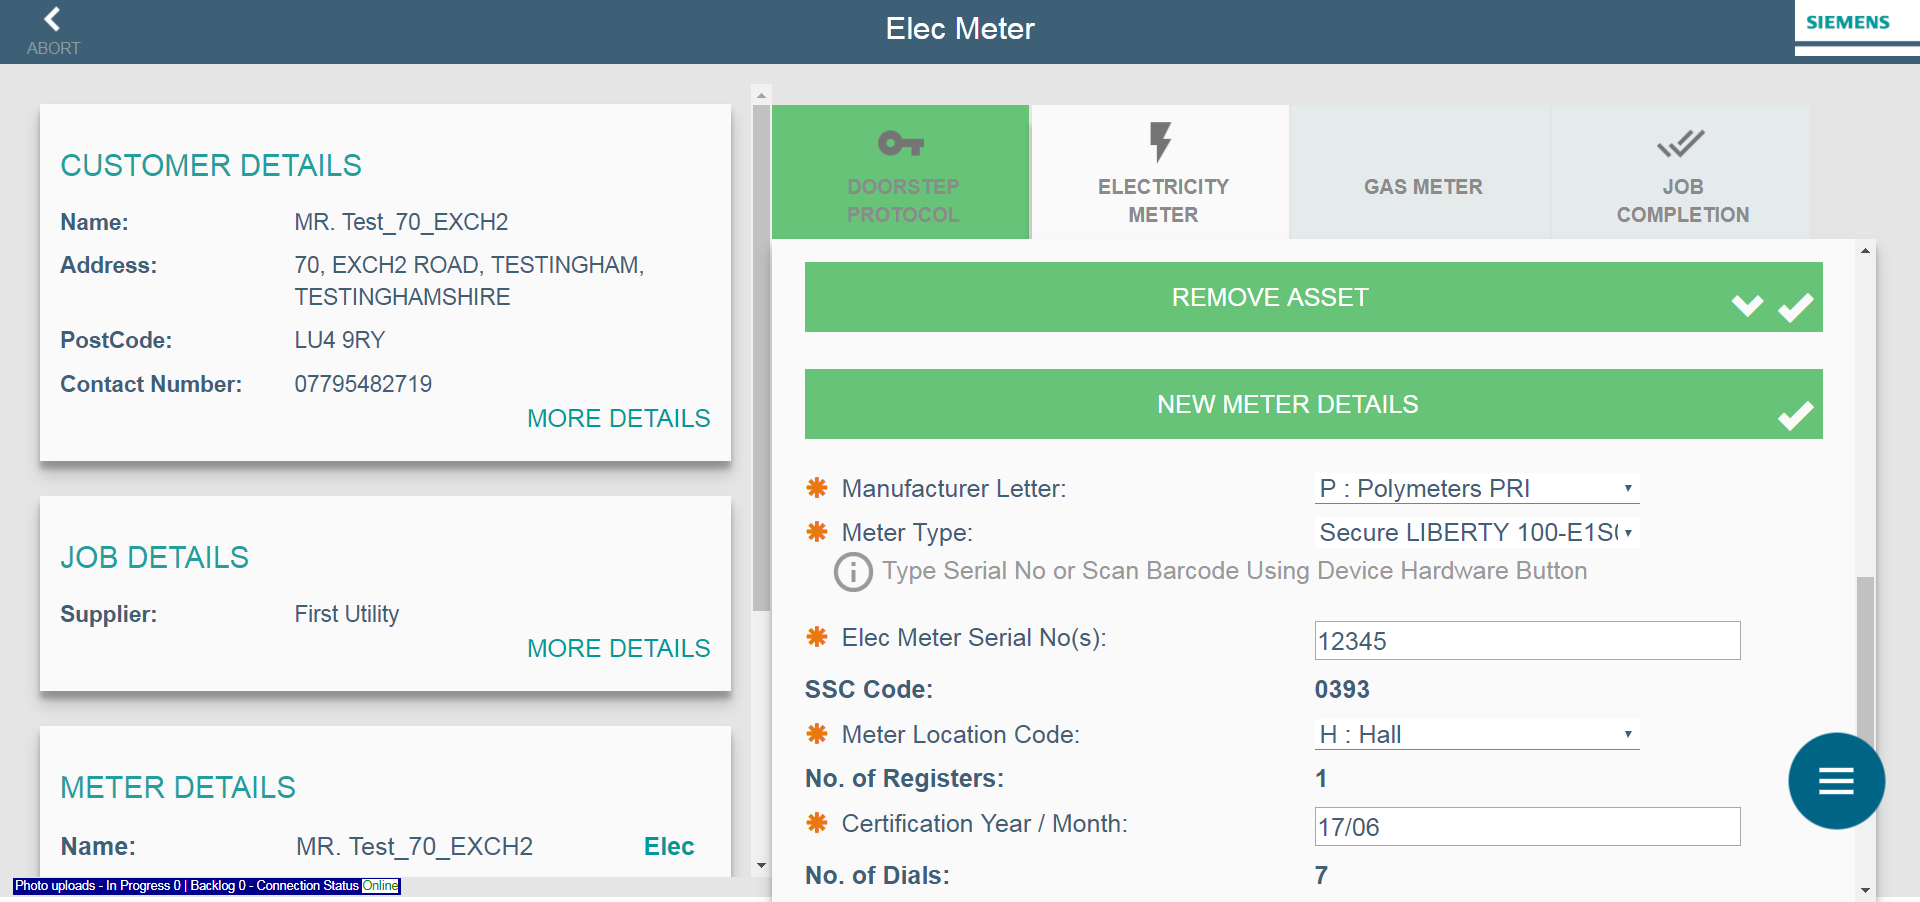 ABORT
Elec Meter
SIEMENS
CUSTOMER DETAILS
Name: MR. Test_70_EXCH2
Address: 70, EXCH2 ROAD, TESTINGHAM,
TESTINGHAMSHIRE
PostCode: LU4 9RY
Contact Number: 07795482719
MORE DETAILS
JOB DETAILS
Supplier: First Utility
MORE DETAILS
METER DETAILS
Name: MR. Test_70_EXCH2 Elec
Photo uploads - In Progress 0 | Backlog 0 - Connection Status Online
DOORSTEP
PROTOCOL
ELECTRICITY
METER
GAS METER
JOB
COMPLETION
REMOVE ASSET
NEW METER DETAILS
Manufacturer Letter: P : Polymeters PRI
Meter Type: Secure LIBERTY 100-E1S
Type Serial No or Scan Barcode Using Device Hardware Button
Elec Meter Serial No(s): 12345
SSC Code: 0393
Meter Location Code: H : Hall
No. of Registers: 1
Certification Year / Month: 17/06
No. of Dials: 7